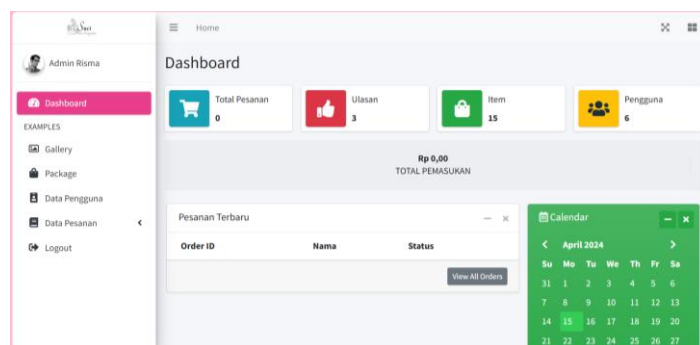 Suci
Home
Admin Risma
Dashboard
Dashboard
EXAMPLES
Gallery
Package
Data Pengguna
Data Pesanan
Logout
Total Pesanan
0
Ulasan
3
Item
15
Pengguna
6
Rp 0,00
TOTAL PEMASUKAN
Pesanan Terbaru
Order ID Nama Status
View All Orders
Calendar
April 2024
Su Mo Tu We Th Fr Sa
31 1 2 3 4 5 6
7 8 9 10 11 12 13
14 15 16 17 18 19 20
21 22 23 24 25 26 27